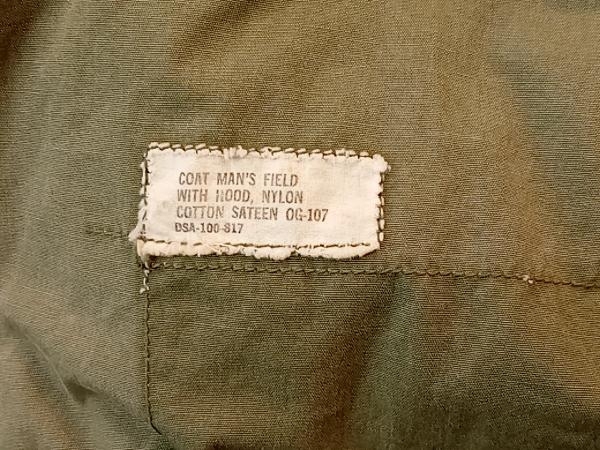 COAT MAN'S FIELD
WITH HOOD, NYLON
COTTON SATEEN OG-107
DSA-100-817